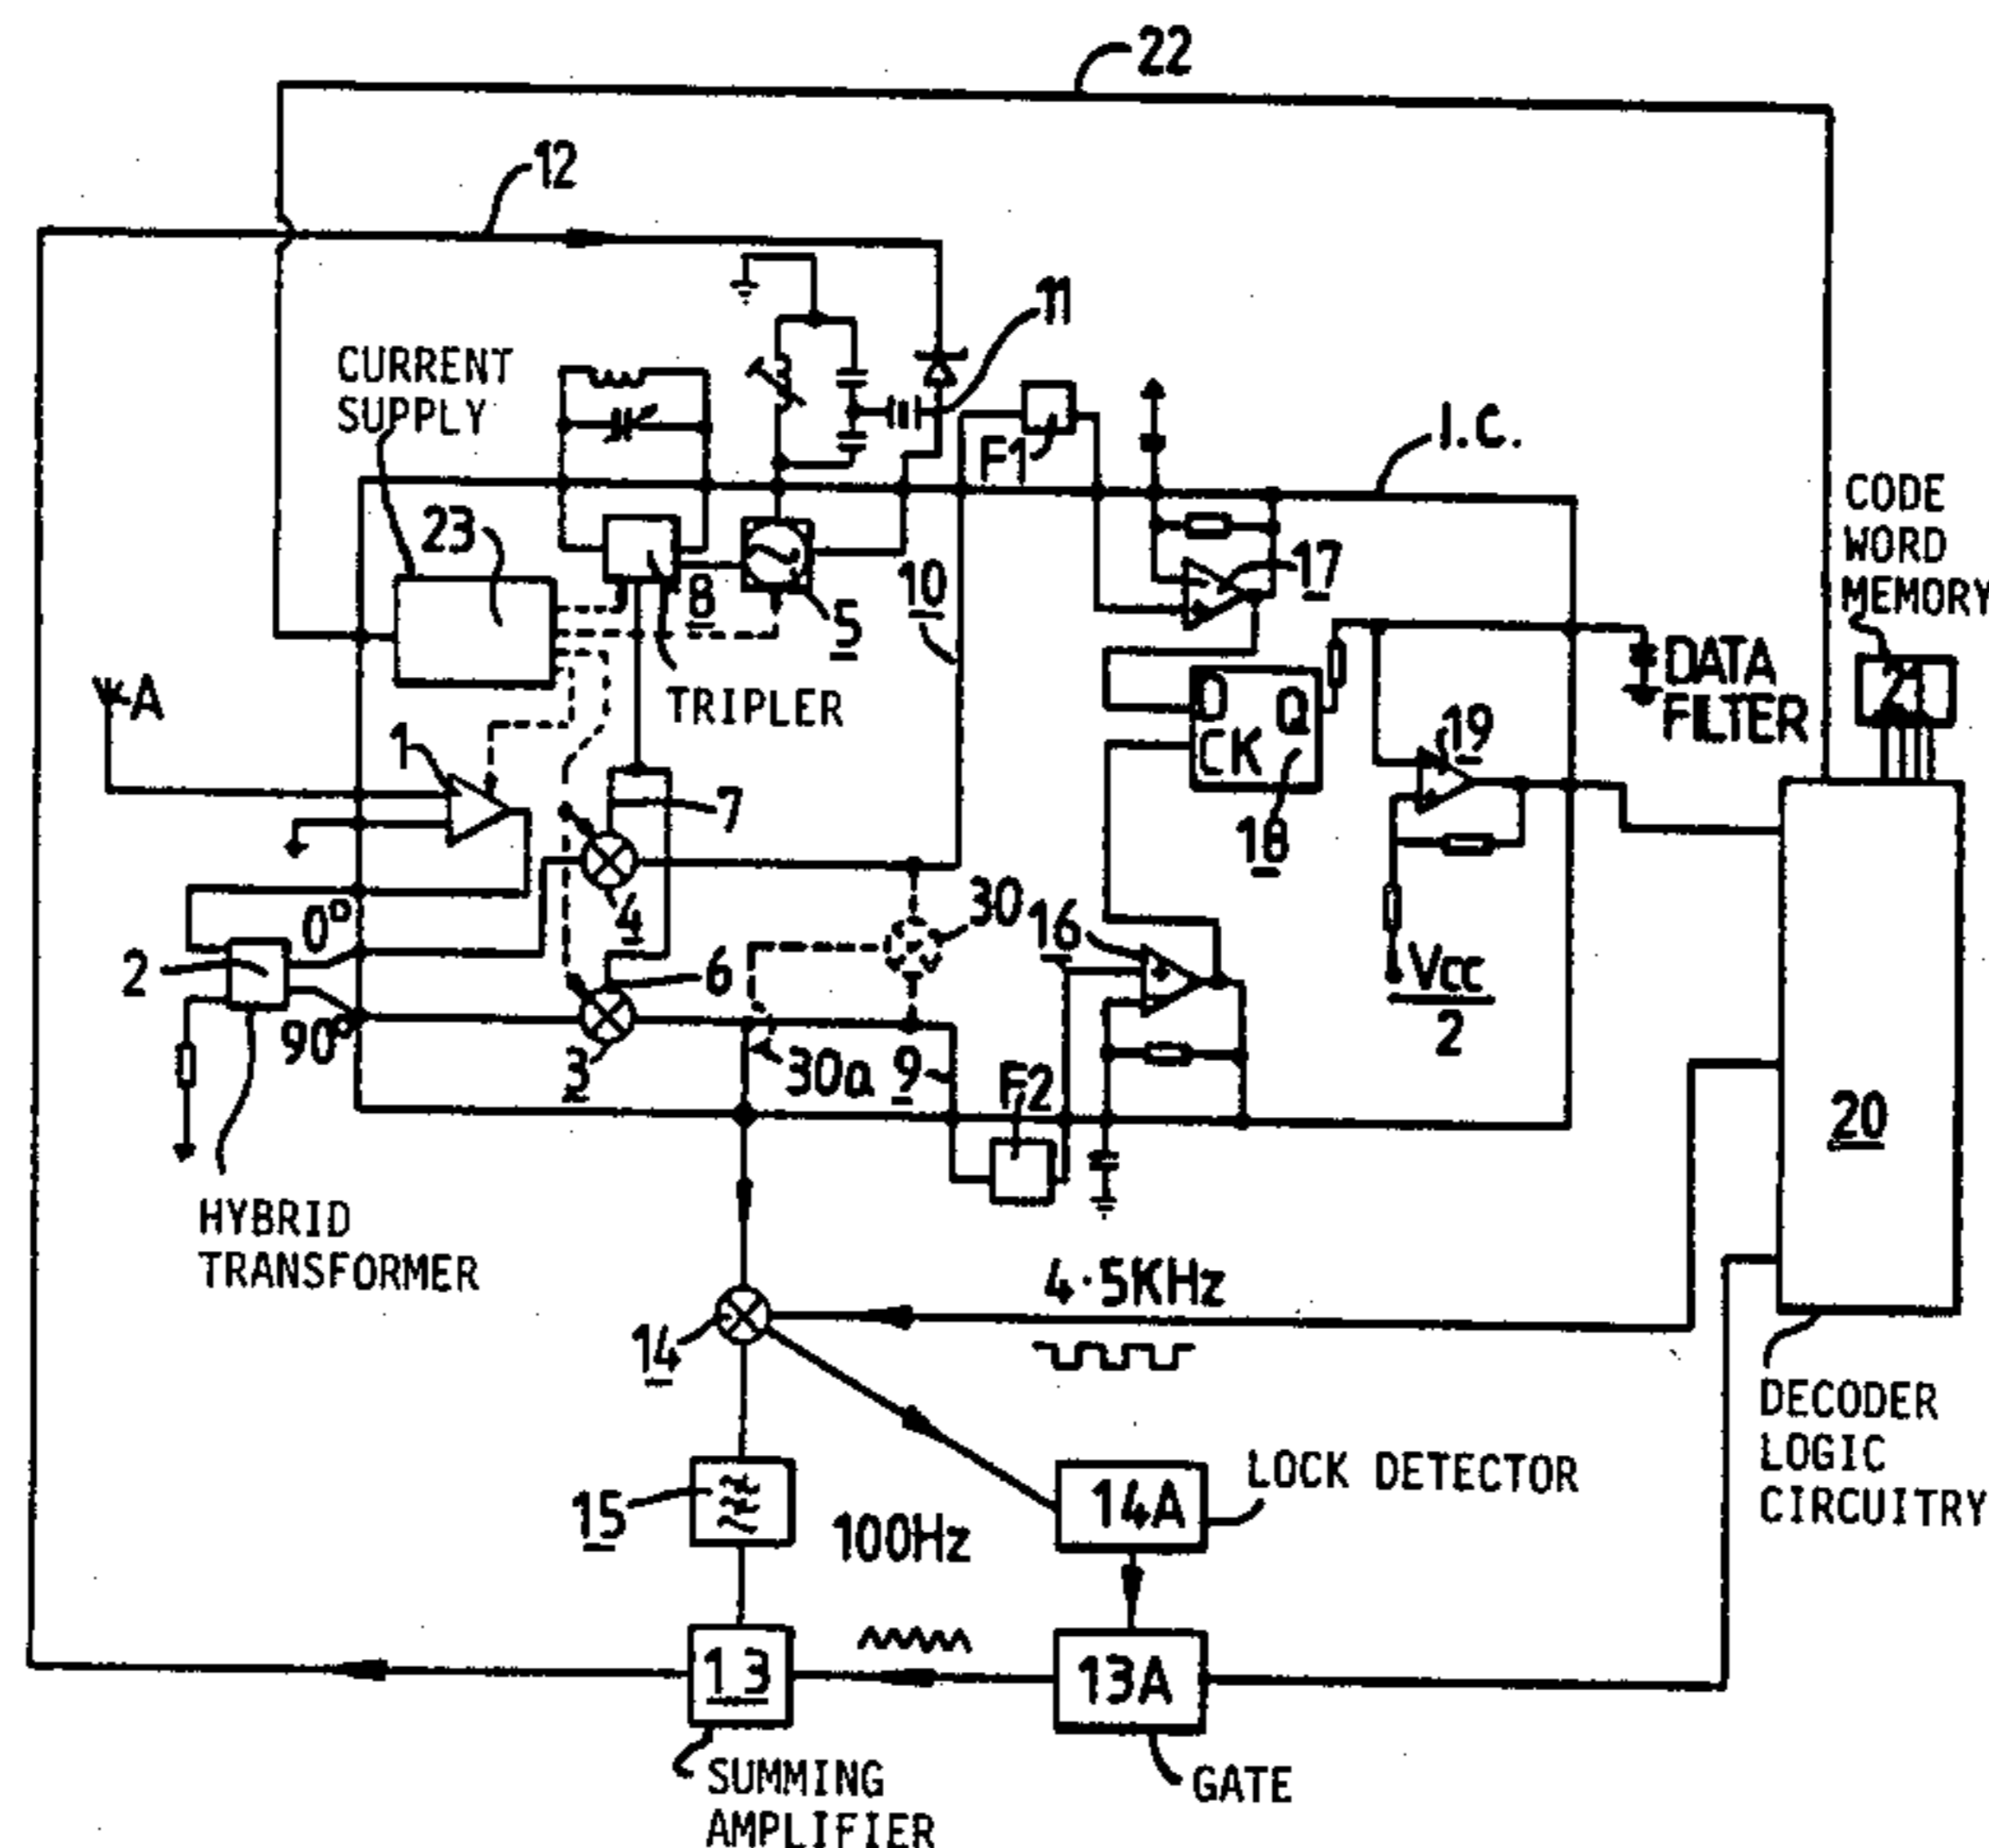 22
12
11
CURRENT
SUPPLY
F1
I.C.
CODE
WORD
MEMORY
23
8
5
10
17
A
TRIPLER
D Q
CK
DATA
FILTER
21
1
19
7
18
4
0°
30
16
2
6
Vcc
2
90°
3
30a
9
F2
20
HYBRID
TRANSFORMER
4.5KHz
14
DECODER
LOGIC
CIRCUITRY
LOCK DETECTOR
14A
15
100Hz
13
13A
SUMMING
AMPLIFIER
GATE